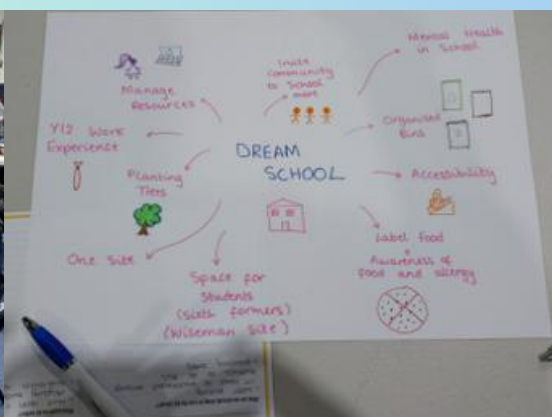 Mental Health
in School
Invite
Community
to School
more
Manage
Resources
Organised
Bins
Y12 Work
Experience
DREAM
SCHOOL
Planting
Trees
Accessibility
One Site
Label food
+
Awareness of
food and allergy
Space for
Students
(Sixth formers)
(Wiseman site)